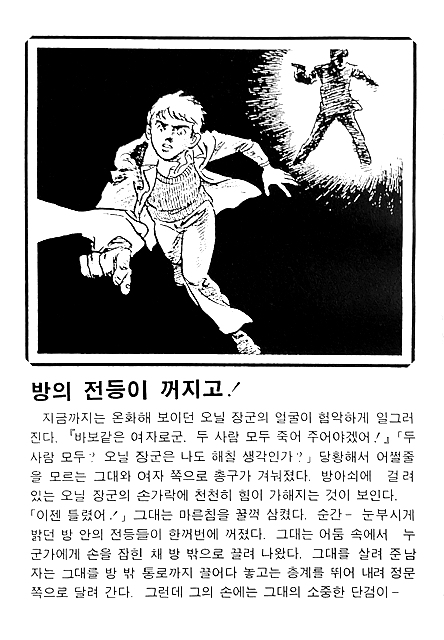 방의 전등이 꺼지고!
지금까지는 온화해 보이던 오닐 장군의 얼굴이 험악하게 일그러
진다. 『바보같은 여자로군. 두 사람 모두 죽어 주어야겠어!』「두
사람 모두? 오닐 장군은 나도 해칠 생각인가?」 당황해서 어쩔줄
을 모르는 그대와 여자 쪽으로 총구가 겨눠졌다. 방아쇠에 걸려
있는 오닐 장군의 손가락에 천천히 힘이 가해지는 것이 보인다.
「이젠 틀렸어!」 그대는 마른침을 꿀꺽 삼켰다. 순간- 눈부시게
밝던 방 안의 전등들이 한꺼번에 꺼졌다. 그대는 어둠 속에서 누
군가에게 손을 잡힌 채 방 밖으로 끌려 나왔다. 그대를 살려 준 남
자는 그대를 방 밖 통로까지 끌어다 놓고는 층계를 뛰어 내려 정문
쪽으로 달려 간다. 그런데 그의 손에는 그대의 소중한 단검이-